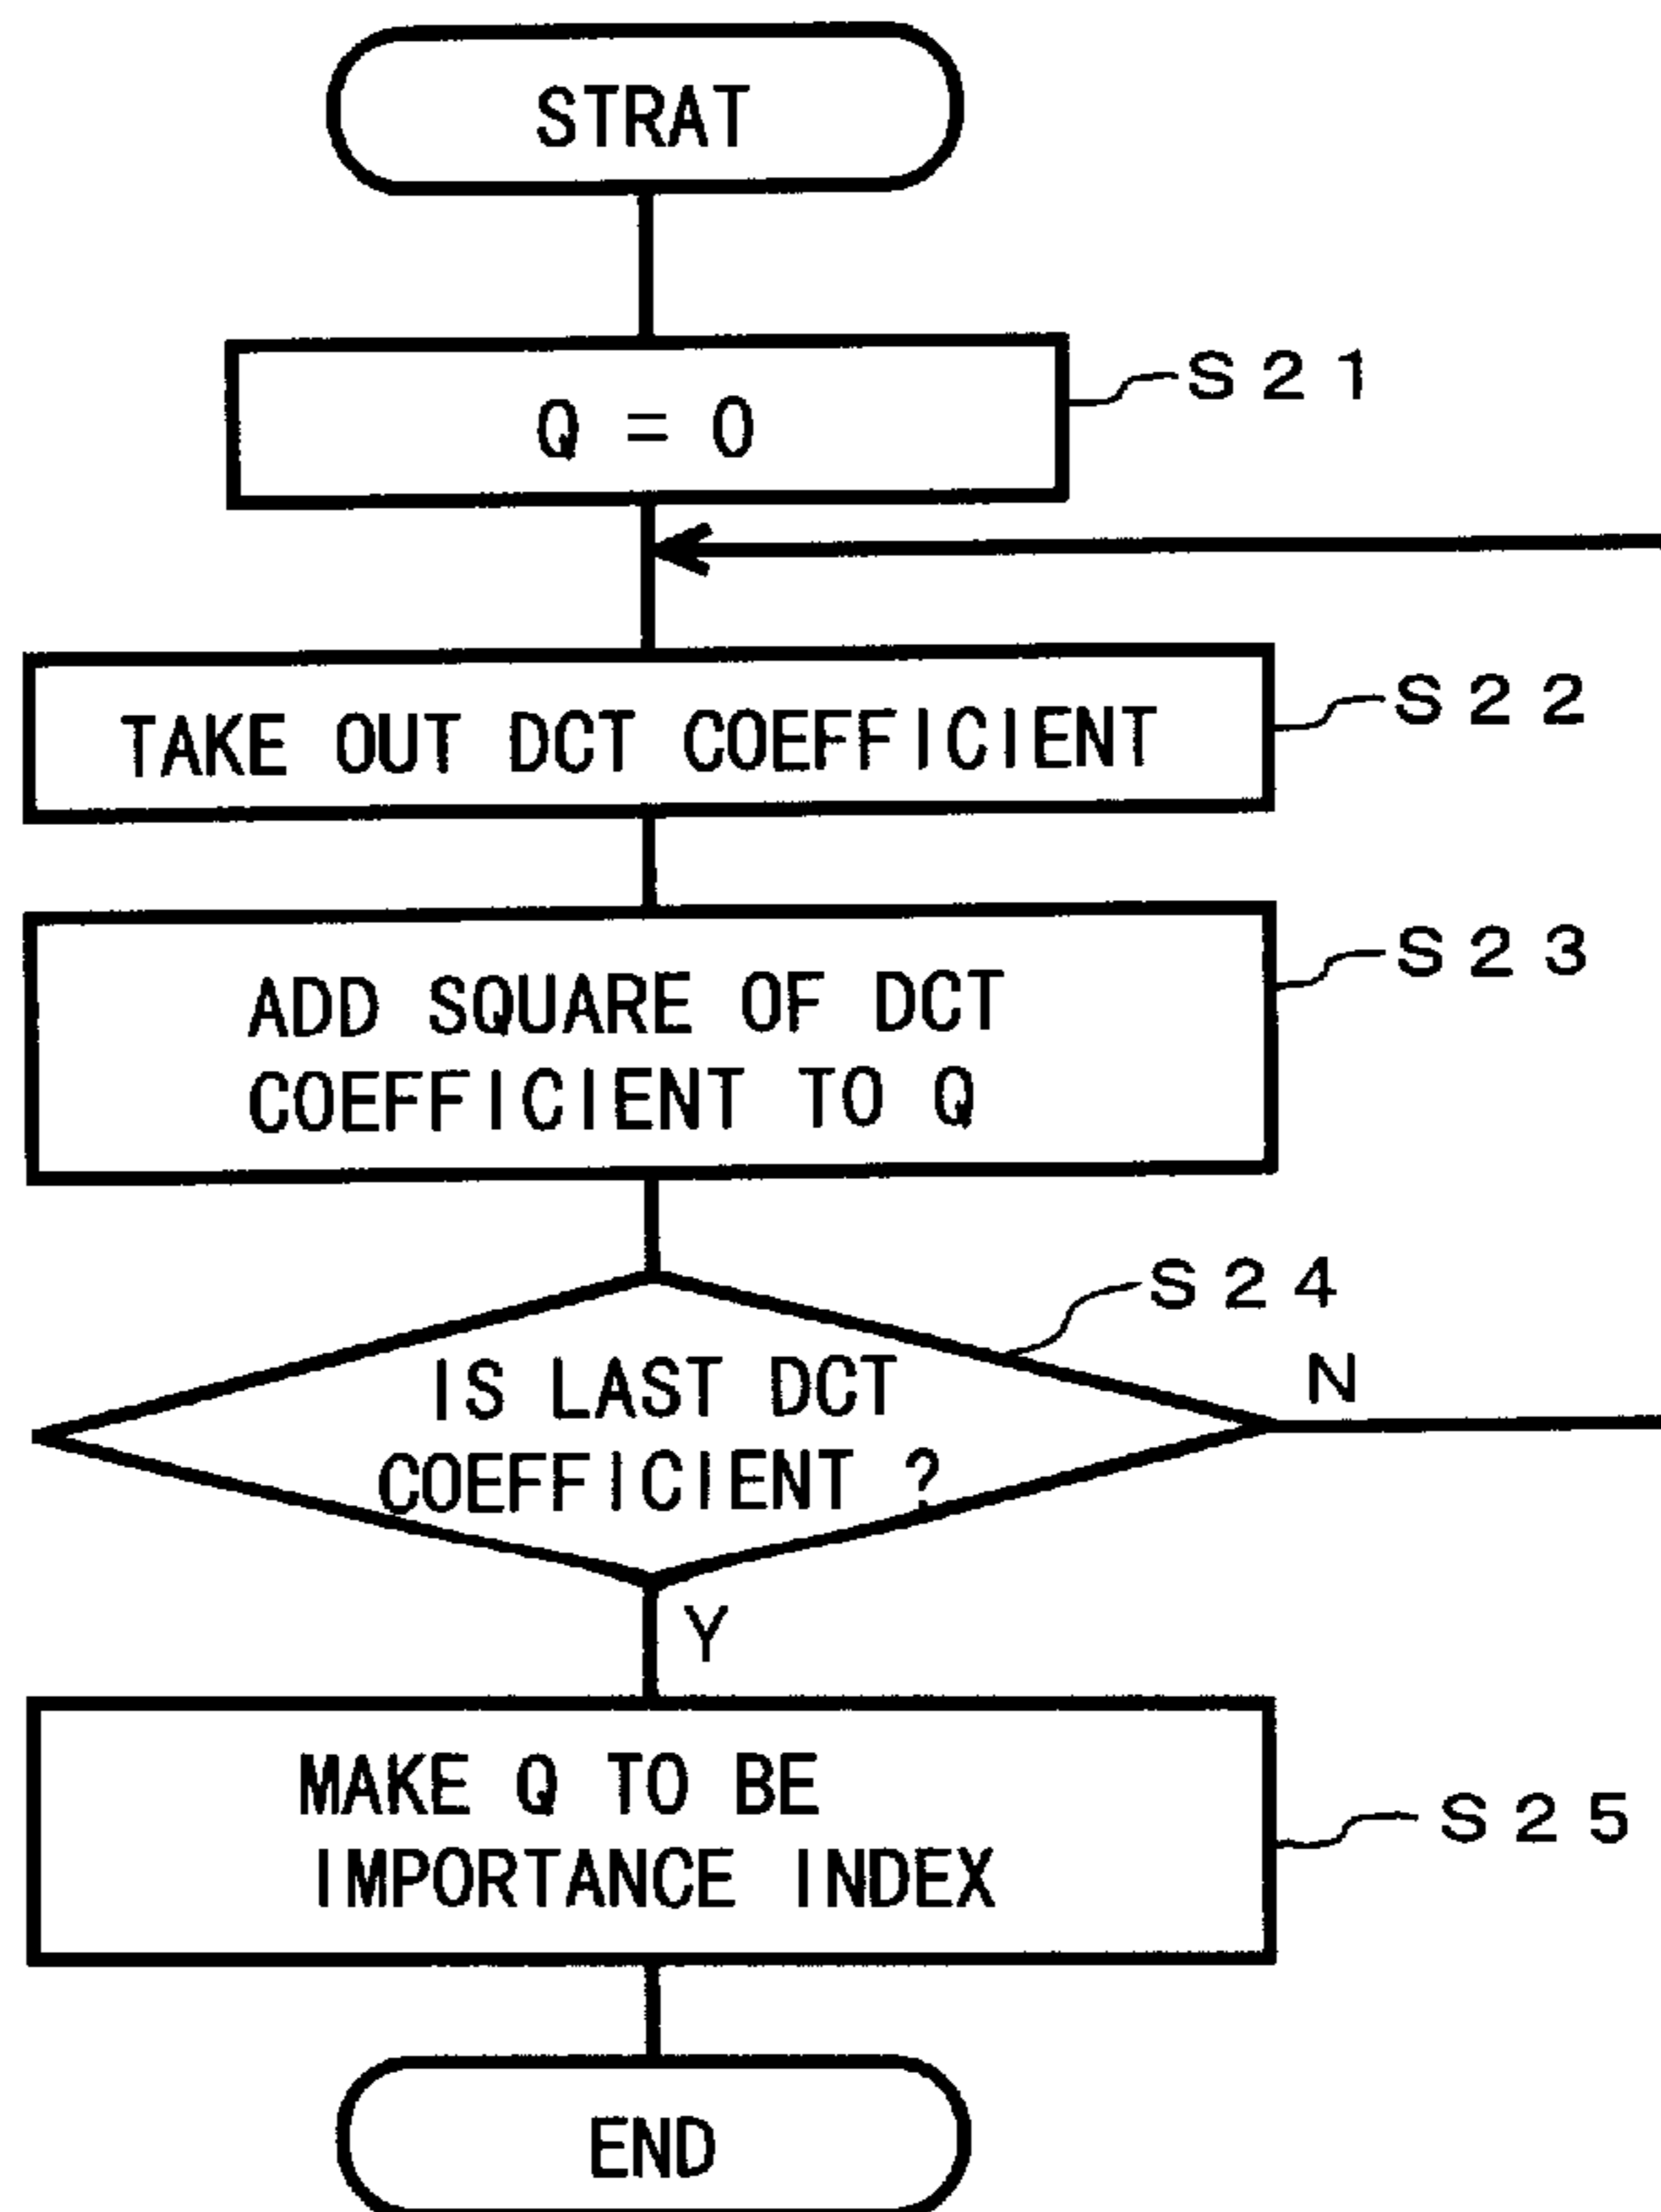 STRAT
Q = 0
S21
TAKE OUT DCT COEFFICIENT
S22
ADD SQUARE OF DCT
COEFFICIENT TO Q
S23
IS LAST DCT
COEFFICIENT ?
S24
N
Y
MAKE Q TO BE
IMPORTANCE INDEX
S25
END